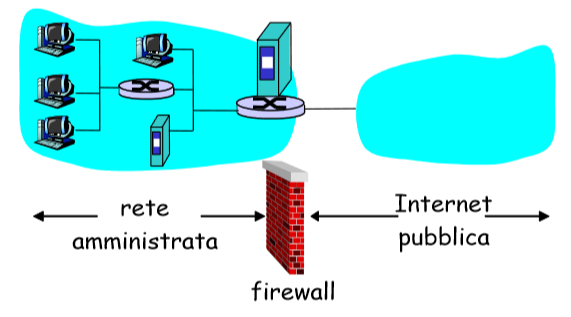 rete
amministrata
Internet
pubblica
firewall